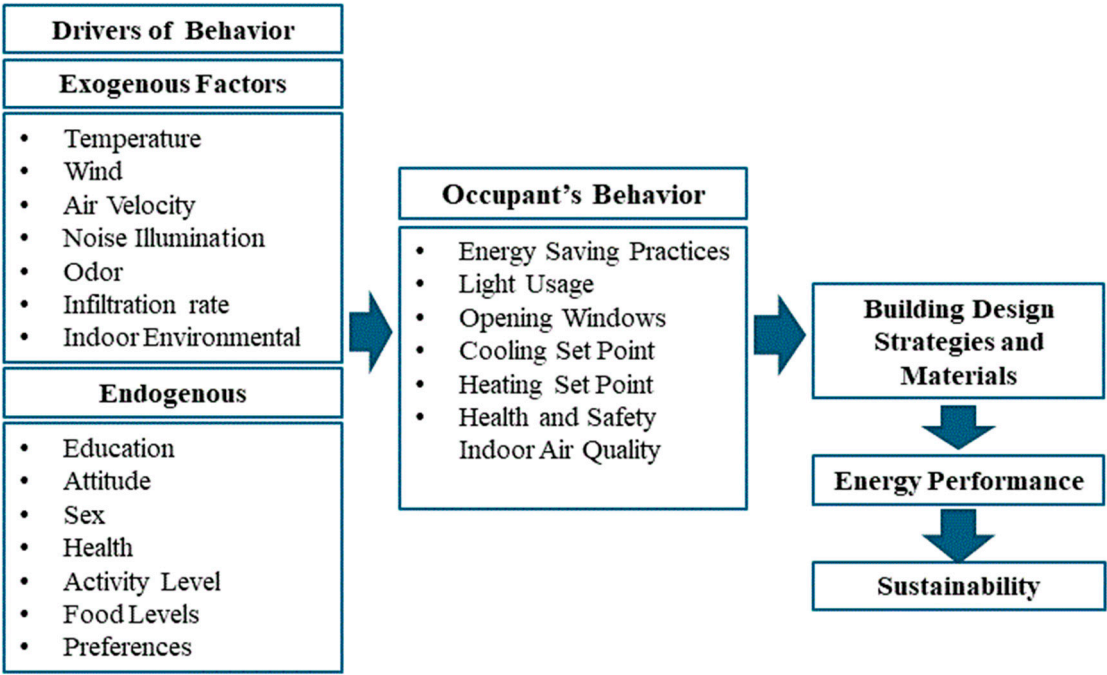 Drivers of Behavior
Exogenous Factors
• Temperature
• Wind
• Air Velocity
• Noise Illumination
• Odor
• Infiltration rate
• Indoor Environmental
Endogenous
• Education
• Attitude
• Sex
• Health
• Activity Level
• Food Levels
• Preferences
Occupant's Behavior
• Energy Saving Practices
• Light Usage
• Opening Windows
• Cooling Set Point
• Heating Set Point
• Health and Safety
Indoor Air Quality
Building Design
Strategies and
Materials
Energy Performance
Sustainability